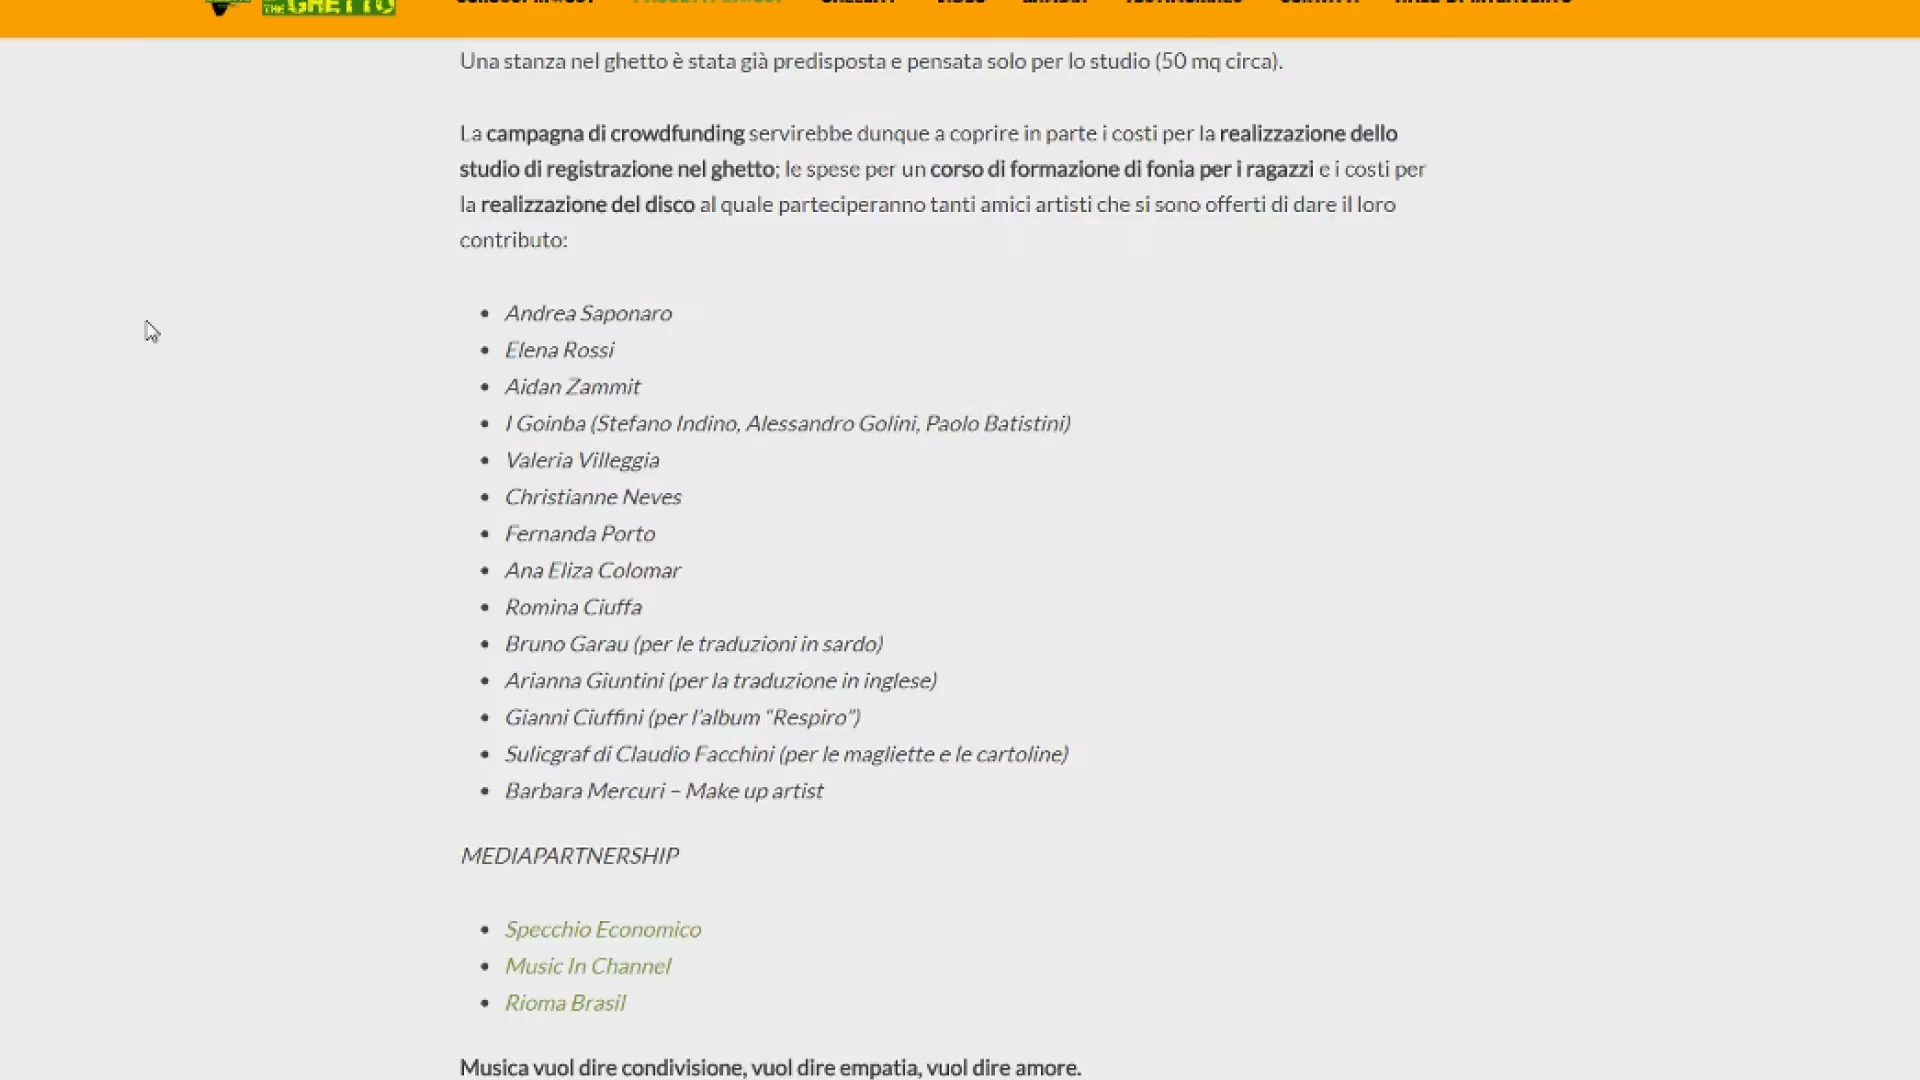 THE GHETTO
Una stanza nel ghetto è stata già predisposta e pensata solo per lo studio (50 mq circa).
La campagna di crowdfunding servirebbe dunque a coprire in parte i costi per la realizzazione dello
studio di registrazione nel ghetto; le spese per un corso di formazione di fonia per i ragazzi e i costi per
la realizzazione del disco al quale parteciperanno tanti amici artisti che si sono offerti di dare il loro
contributo:
• Andrea Saponaro
• Elena Rossi
• Aidan Zammit
• I Goinba (Stefano Indino, Alessandro Golini, Paolo Batistini)
• Valeria Villeggia
• Christianne Neves
• Fernanda Porto
• Ana Eliza Colomar
• Romina Ciuffa
• Bruno Garau (per le traduzioni in sardo)
• Arianna Giuntini (per la traduzione in inglese)
• Gianni Ciuffini (per l'album “Respiro”)
• Sulicgraf di Claudio Facchini (per le magliette e le cartoline)
• Barbara Mercuri – Make up artist
MEDIAPARTNERSHIP
• Specchio Economico
• Music In Channel
• Rioma Brasil
Musica vuol dire condivisione, vuol dire empatia, vuol dire amore.